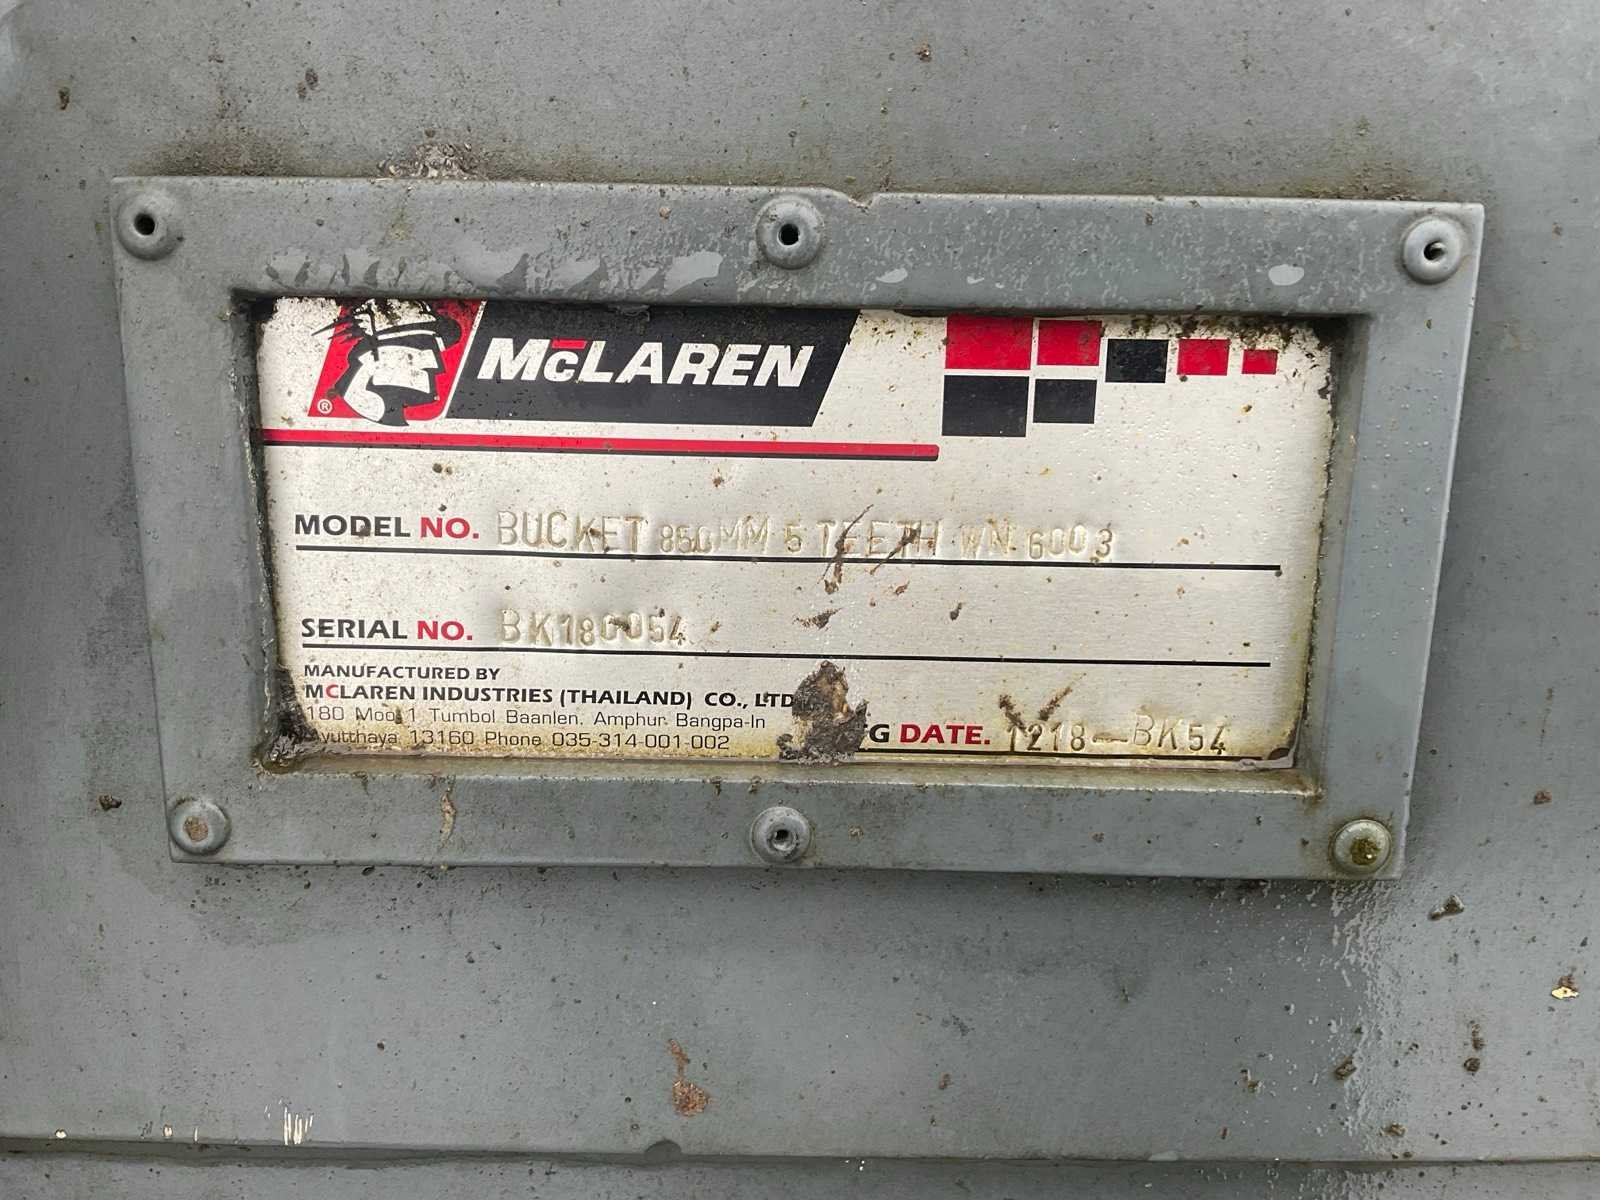 McLAREN
®
MODEL NO. BUCKET 850MM 5 TEETH WN 6003
SERIAL NO. BK180054
MANUFACTURED BY
MCLAREN INDUSTRIES (THAILAND) CO., LTD
180 Moo 1 Tumbol Baanlen. Amphur Bangpa-In
Ayutthaya 13160 Phone 035-314-001-002
G DATE. 1218-BK54